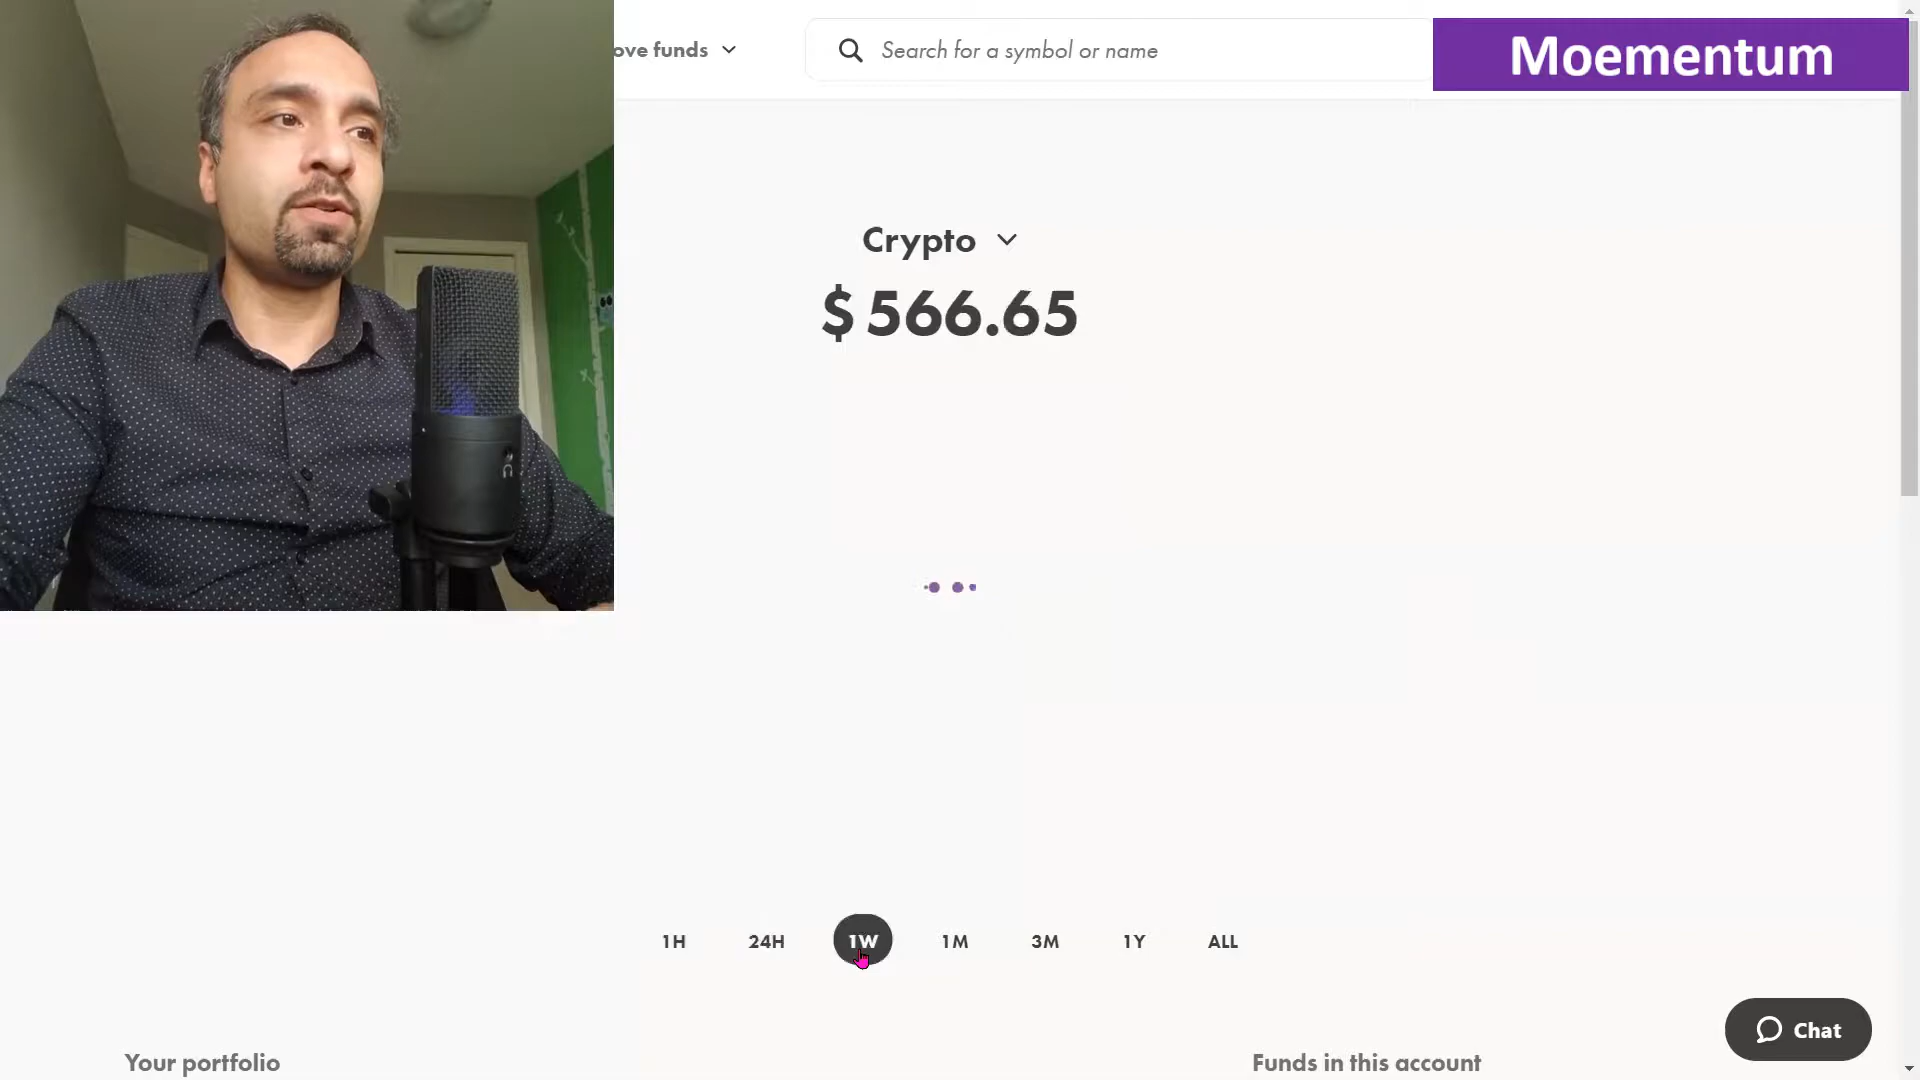 ove funds
Search for a symbol or name
Moementum
Crypto
$ 566.65
1H 24H 1W 1M 3M 1Y ALL
Chat
Your portfolio
Funds in this account